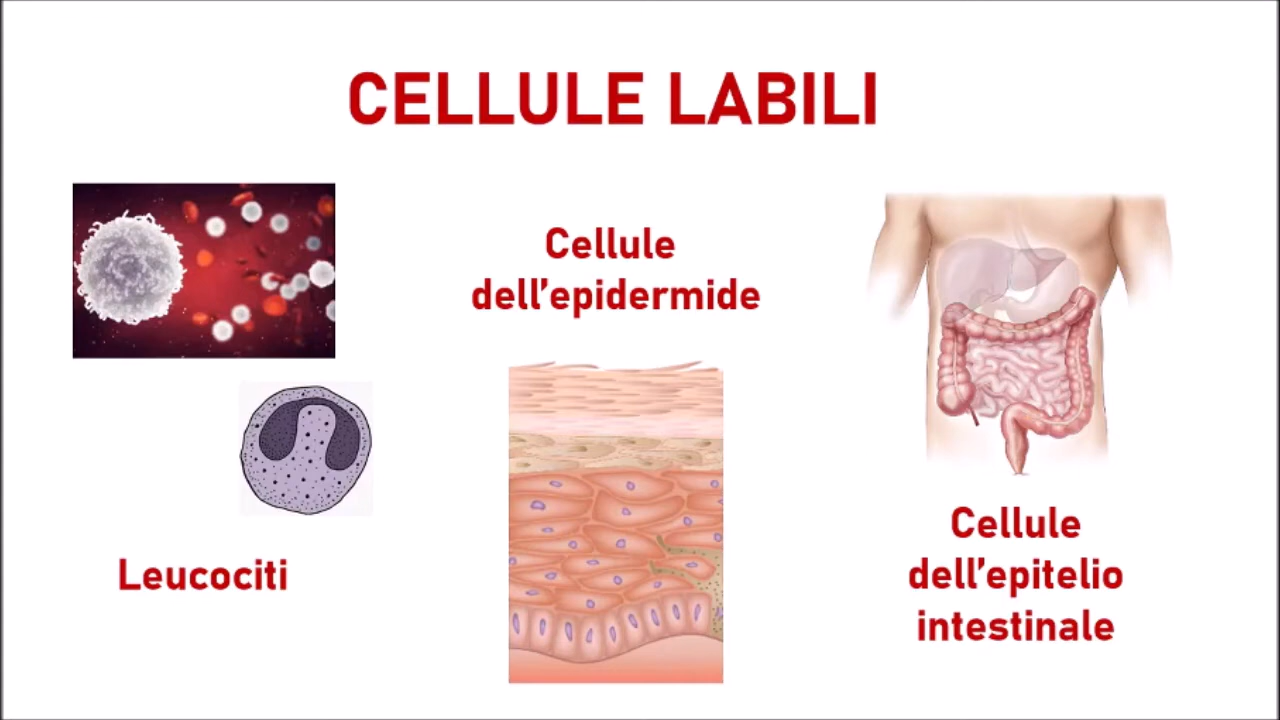 CELLULE LABILI
Cellule
dell'epidermide
Leucociti
Cellule
dell'epitelio
intestinale